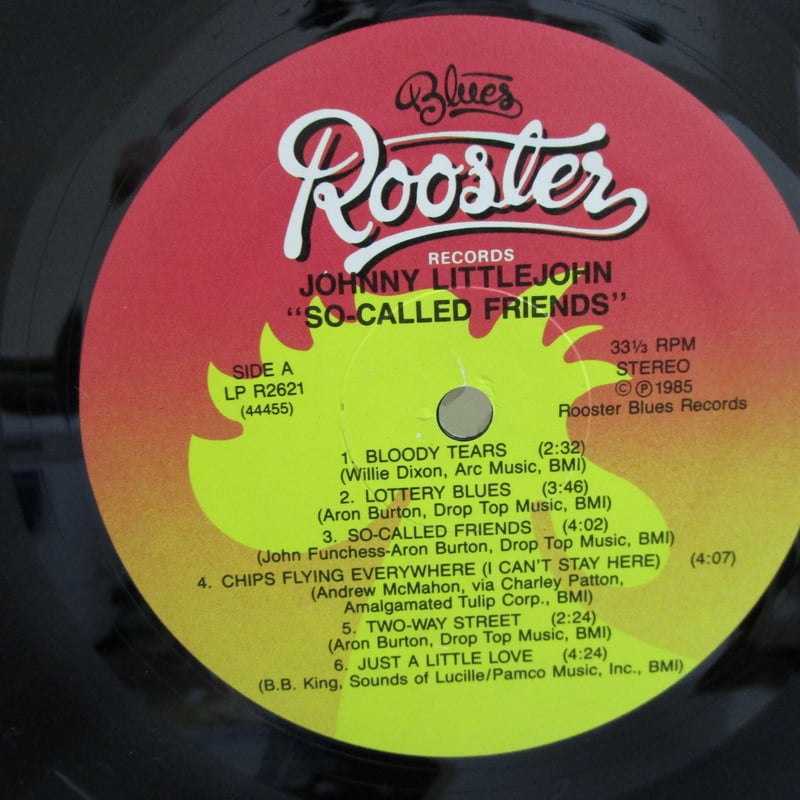 Blues
Rooster
RECORDS
JOHNNY LITTLEJOHN
"SO-CALLED FRIENDS"
SIDE A
LP R2621
(44455)
33⅓ RPM
STEREO
© ℗ 1985
Rooster Blues Records
1. BLOODY TEARS (2:32)
(Willie Dixon, Arc Music, BMI)
2. LOTTERY BLUES (3:46)
(Aron Burton, Drop Top Music, BMI)
3. SO-CALLED FRIENDS (4:02)
(John Funchess-Aron Burton, Drop Top Music, BMI)
4. CHIPS FLYING EVERYWHERE (I CAN'T STAY HERE) (4:07)
(Andrew McMahon, via Charley Patton,
Amalgamated Tulip Corp., BMI)
5. TWO-WAY STREET (2:24)
(Aron Burton, Drop Top Music, BMI)
6. JUST A LITTLE LOVE (4:24)
(B.B. King, Sounds of Lucille/Pamco Music, Inc., BMI)